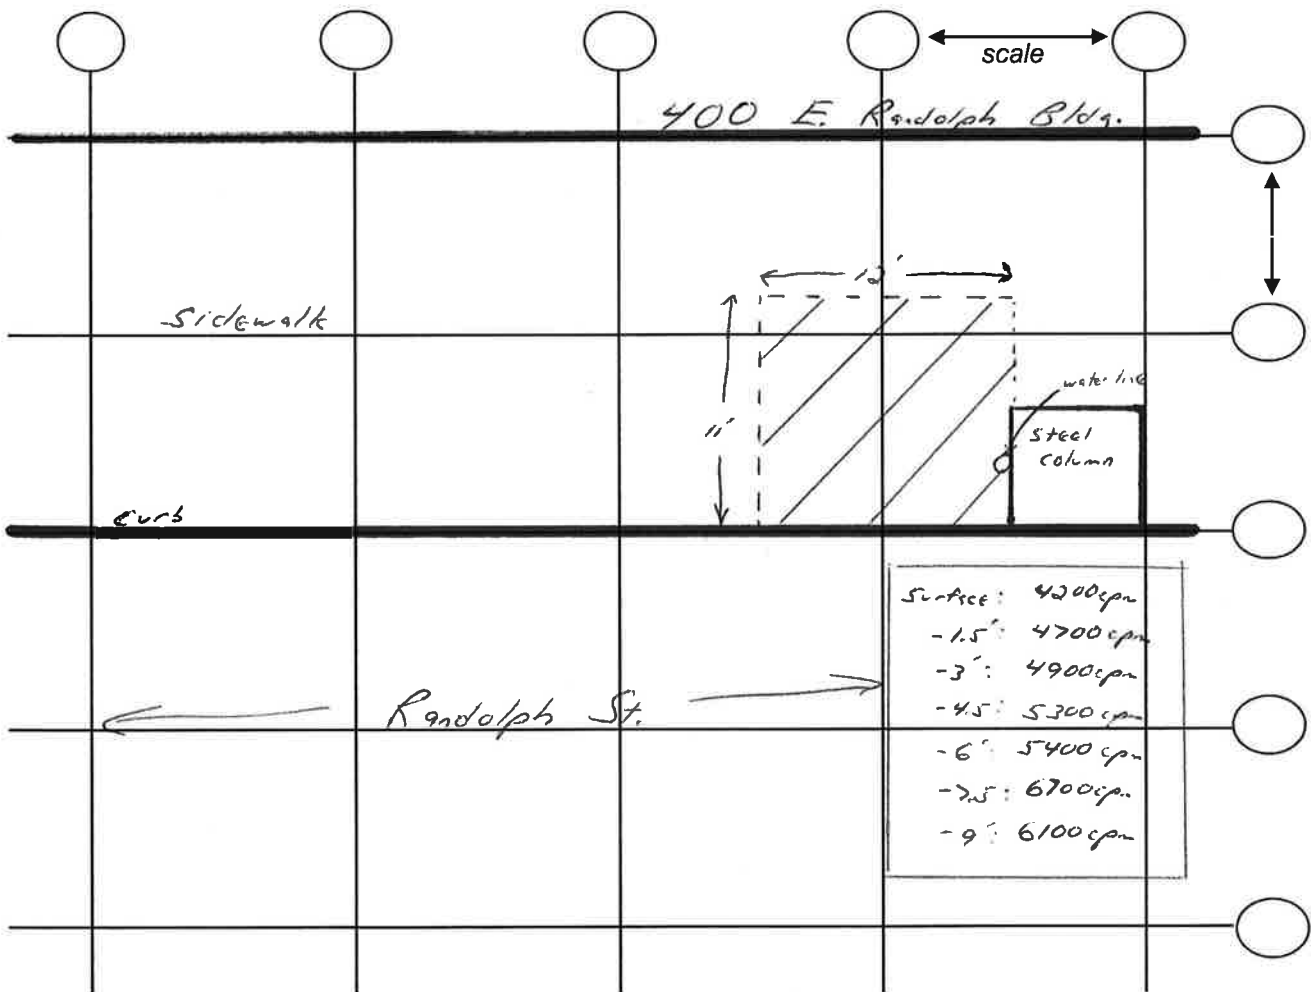 scale
400 E. Randolph Bldg.
12'
Sidewalk
water line
11'
Steel
column
Curb
Surface: 4200cpm
-1.5': 4700cpm
-3': 4900cpm
-4.5': 5300cpm
Randolph St.
-6': 5400cpm
-7.5: 6700cpm
-9': 6100cpm